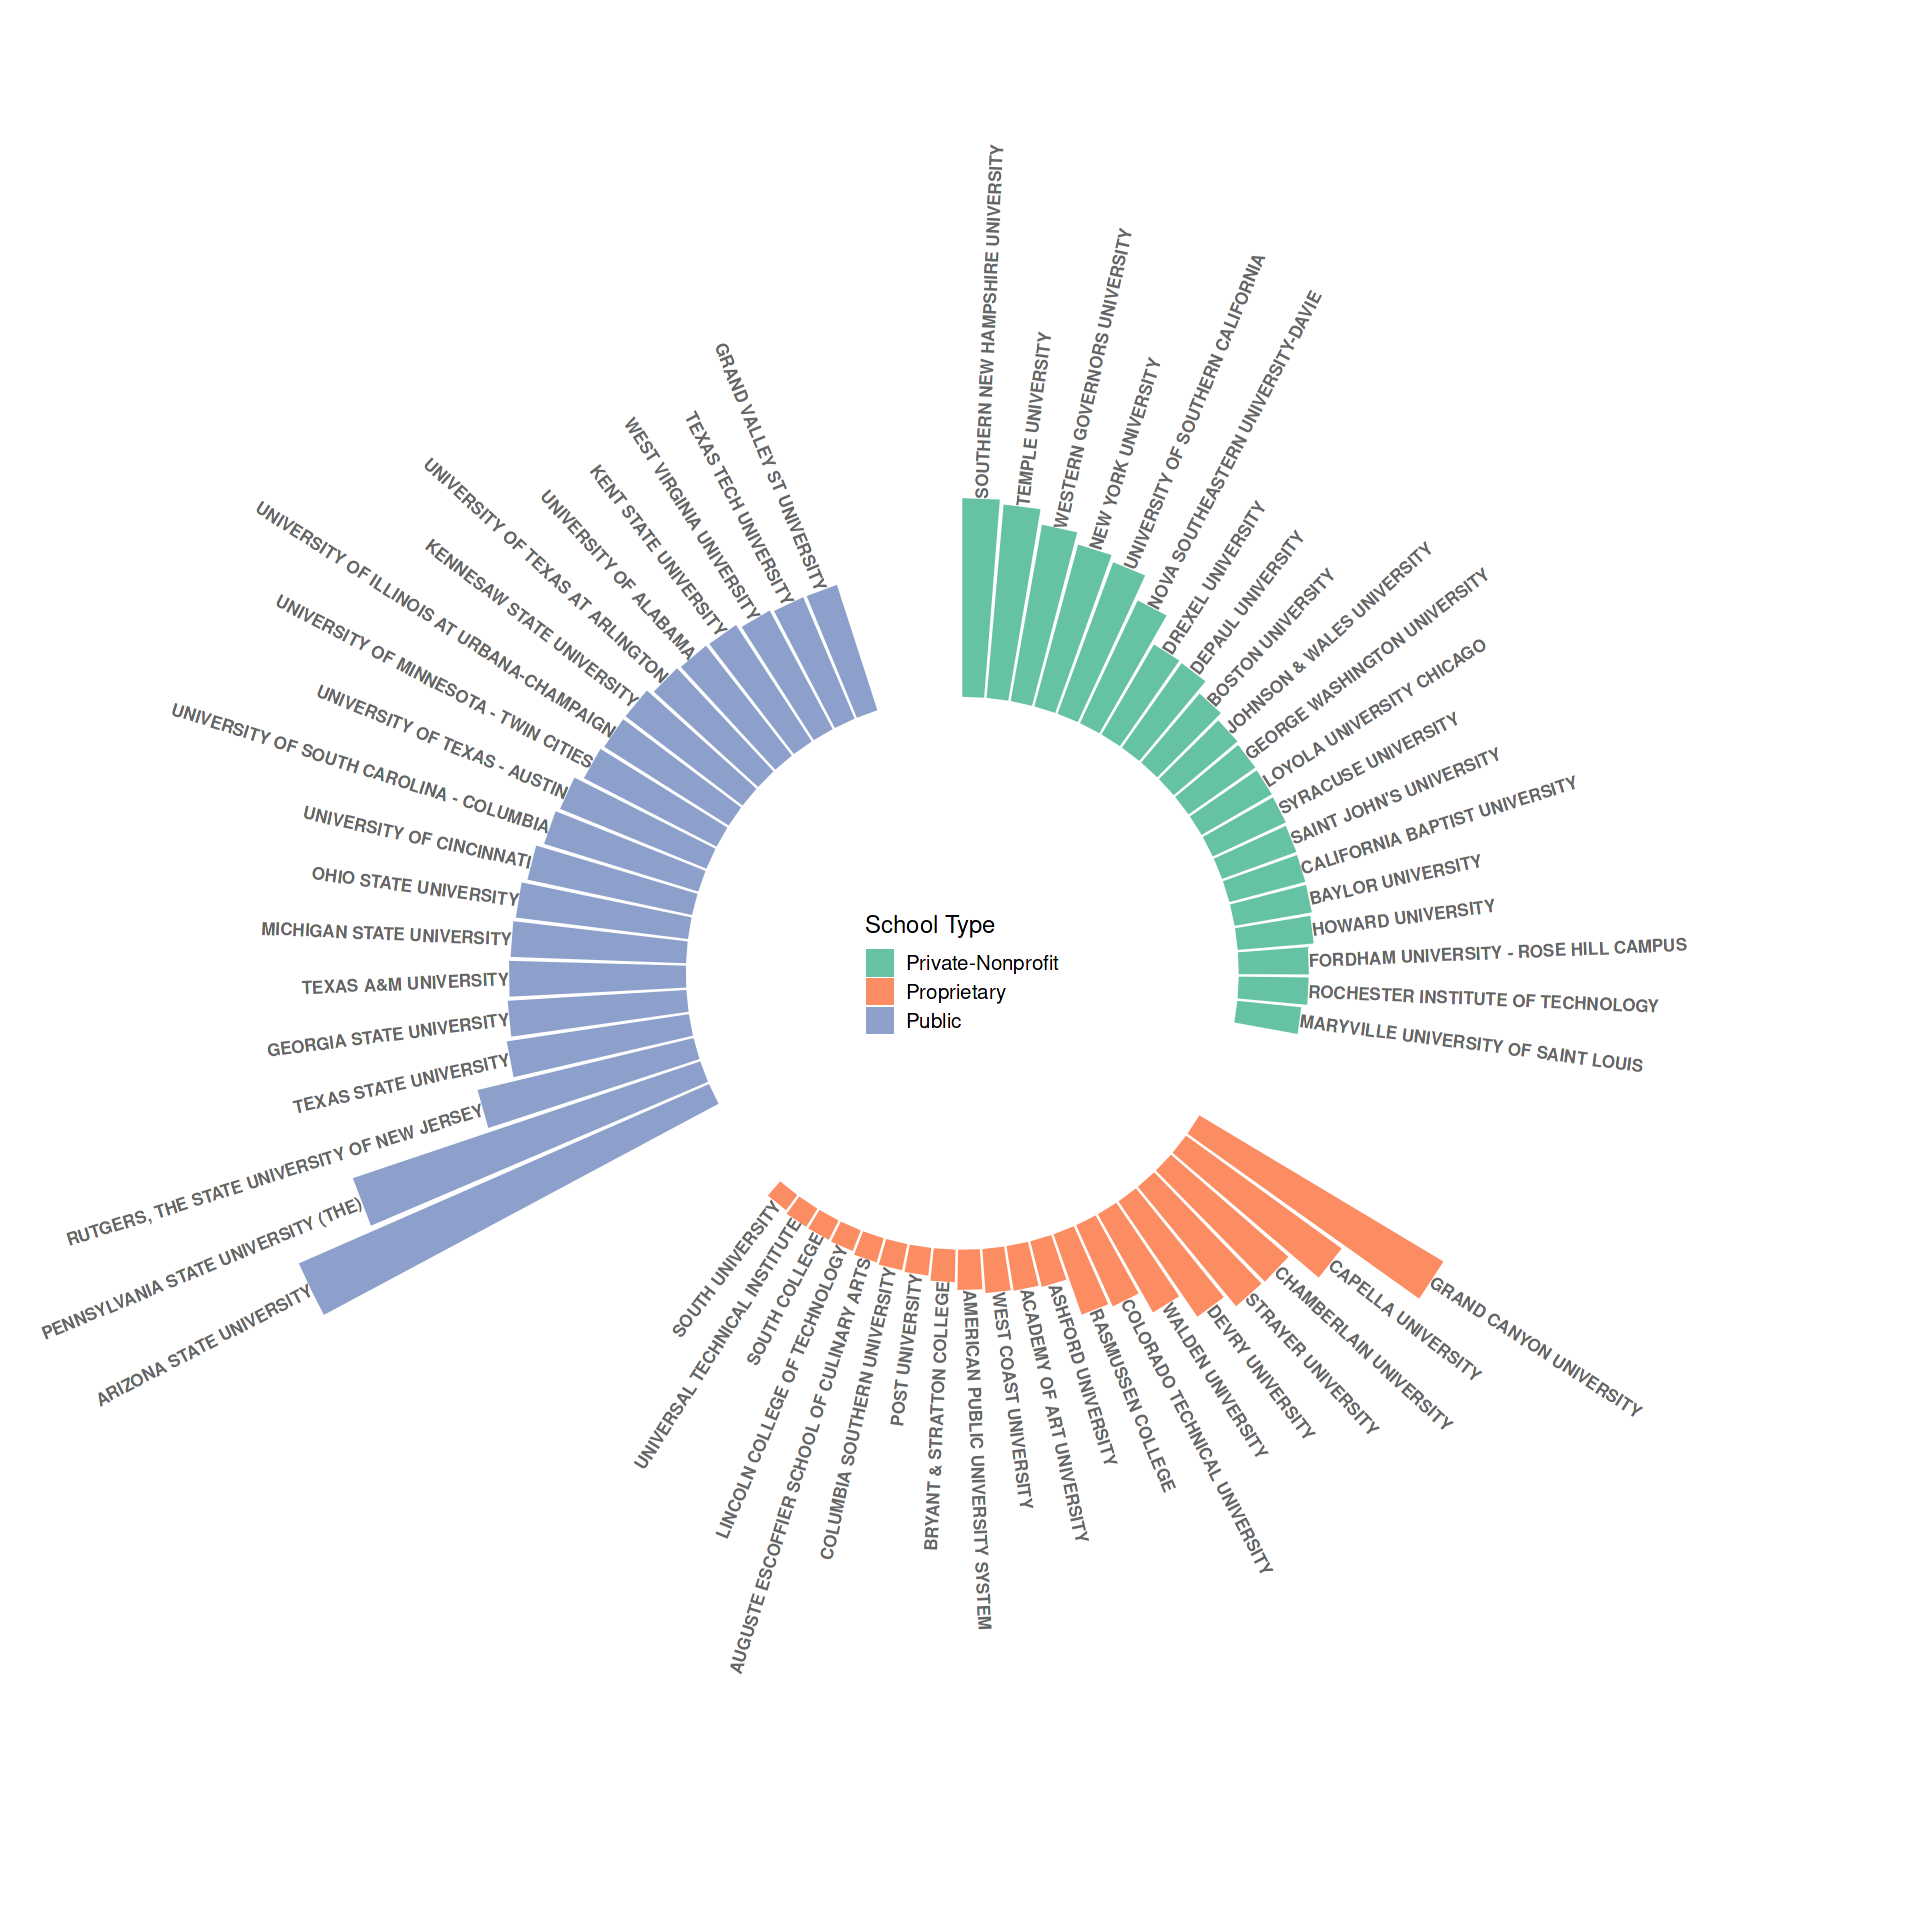 SOUTHERN NEW HAMPSHIRE UNIVERSITY
TEMPLE UNIVERSITY
WESTERN GOVERNORS UNIVERSITY
NEW YORK UNIVERSITY
UNIVERSITY OF SOUTHERN CALIFORNIA
NOVA SOUTHEASTERN UNIVERSITY-DAVIE
DREXEL UNIVERSITY
DEPAUL UNIVERSITY
BOSTON UNIVERSITY
JOHNSON & WALES UNIVERSITY
GEORGE WASHINGTON UNIVERSITY
LOYOLA UNIVERSITY CHICAGO
SYRACUSE UNIVERSITY
SAINT JOHN'S UNIVERSITY
CALIFORNIA BAPTIST UNIVERSITY
BAYLOR UNIVERSITY
HOWARD UNIVERSITY
FORDHAM UNIVERSITY - ROSE HILL CAMPUS
ROCHESTER INSTITUTE OF TECHNOLOGY
MARYVILLE UNIVERSITY OF SAINT LOUIS
GRAND CANYON UNIVERSITY
CAPELLA UNIVERSITY
CHAMBERLAIN UNIVERSITY
STRAYER UNIVERSITY
DEVRY UNIVERSITY
WALDEN UNIVERSITY
COLORADO TECHNICAL UNIVERSITY
RASMUSSEN COLLEGE
ASHFORD UNIVERSITY
ACADEMY OF ART UNIVERSITY
WEST COAST UNIVERSITY
AMERICAN PUBLIC UNIVERSITY SYSTEM
BRYANT & STRATTON COLLEGE
POST UNIVERSITY
COLUMBIA SOUTHERN UNIVERSITY
AUGUSTE ESCOFFIER SCHOOL OF CULINARY ARTS
LINCOLN COLLEGE OF TECHNOLOGY
SOUTH COLLEGE
UNIVERSAL TECHNICAL INSTITUTE
SOUTH UNIVERSITY
ARIZONA STATE UNIVERSITY
PENNSYLVANIA STATE UNIVERSITY (THE)
RUTGERS, THE STATE UNIVERSITY OF NEW JERSEY
TEXAS STATE UNIVERSITY
GEORGIA STATE UNIVERSITY
TEXAS A&M UNIVERSITY
MICHIGAN STATE UNIVERSITY
OHIO STATE UNIVERSITY
UNIVERSITY OF CINCINNATI
UNIVERSITY OF SOUTH CAROLINA - COLUMBIA
UNIVERSITY OF TEXAS - AUSTIN
UNIVERSITY OF MINNESOTA - TWIN CITIES
UNIVERSITY OF ILLINOIS AT URBANA-CHAMPAIGN
KENNESAW STATE UNIVERSITY
UNIVERSITY OF TEXAS AT ARLINGTON
UNIVERSITY OF ALABAMA
KENT STATE UNIVERSITY
WEST VIRGINIA UNIVERSITY
TEXAS TECH UNIVERSITY
GRAND VALLEY ST UNIVERSITY
School Type
Private-Nonprofit
Proprietary
Public